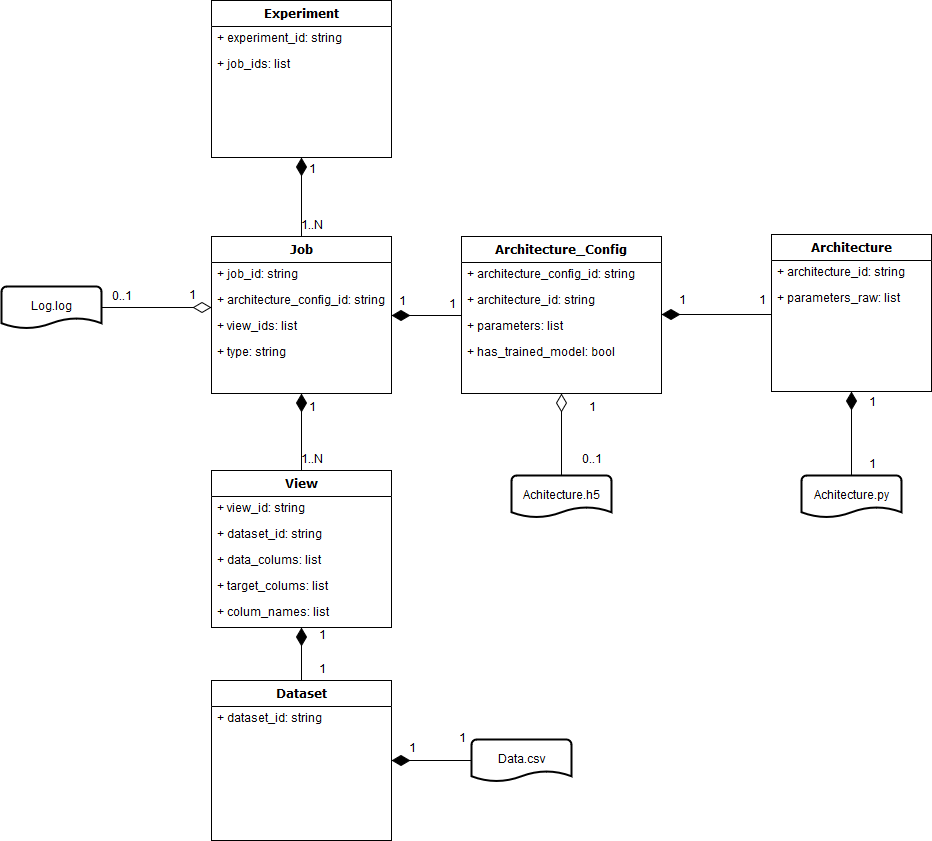 Experiment
+ experiment_id: string
+ job_ids: list
1
1..N
Job
+ job_id: string
+ architecture_config_id: string
+ view_ids: list
+ type: string
Log.log
0..1
1
1
1
Architecture_Config
+ architecture_config_id: string
+ architecture_id: string
+ parameters: list
+ has_trained_model: bool
1
1
Architecture
+ architecture_id: string
+ parameters_raw: list
1
0..1
Achitecture.h5
1
1
Achitecture.py
1
1..N
View
+ view_id: string
+ dataset_id: string
+ data_colums: list
+ target_colums: list
+ colum_names: list
1
1
Dataset
+ dataset_id: string
1
1
Data.csv